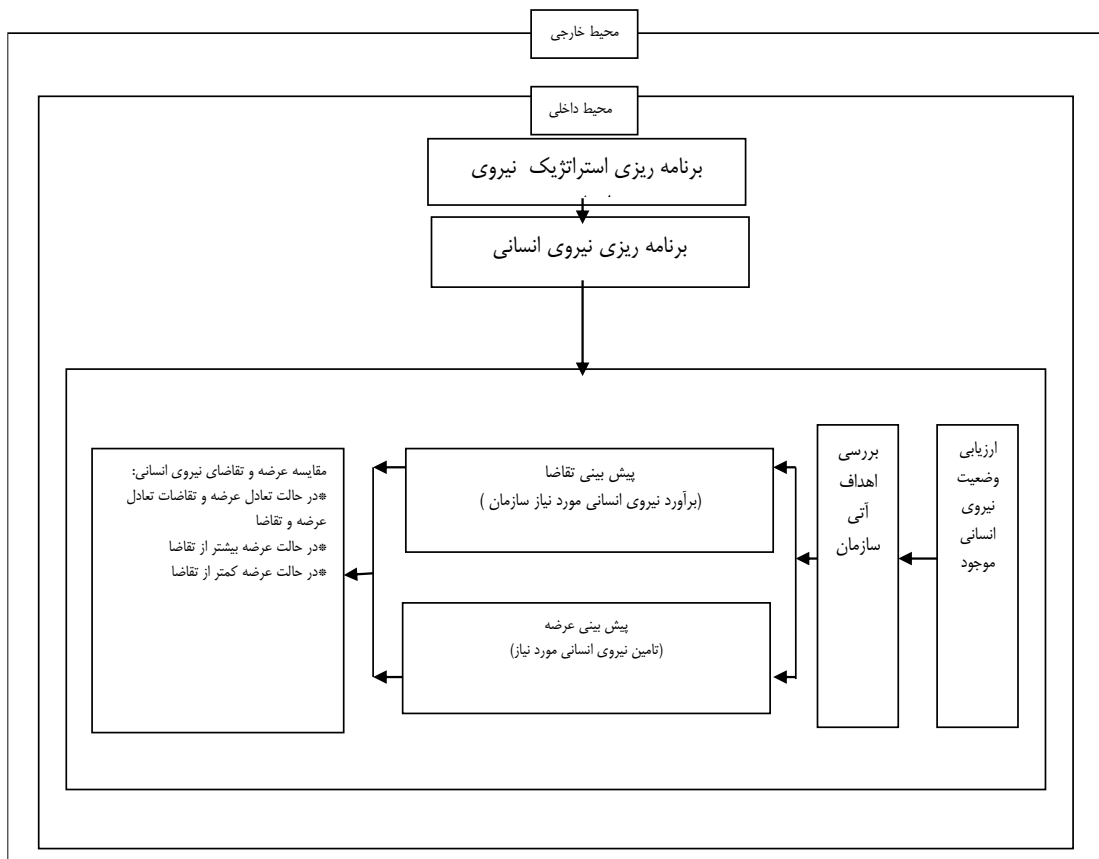 محیط خارجی
محیط داخلی
برنامه ریزی استراتژیک نیروی
برنامه ریزی نیروی انسانی
ارزیابی
وضعیت
نیروی
انسانی
موجود
بررسی
اهداف
آتی
سازمان
پیش بینی تقاضا
(برآورد نیروی انسانی مورد نیاز سازمان )
پیش بینی عرضه
(تامین نیروی انسانی مورد نیاز)
مقایسه عرضه و تقاضای نیروی انسانی:
*در حالت تعادل عرضه و تقاضات تعادل
عرضه و تقاضا
*در حالت عرضه بیشتر از تقاضا
*در حالت عرضه کمتر از تقاضا